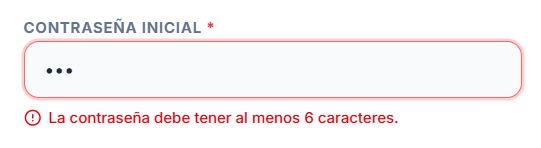 CONTRASEÑA INICIAL *
•••
La contraseña debe tener al menos 6 caracteres.